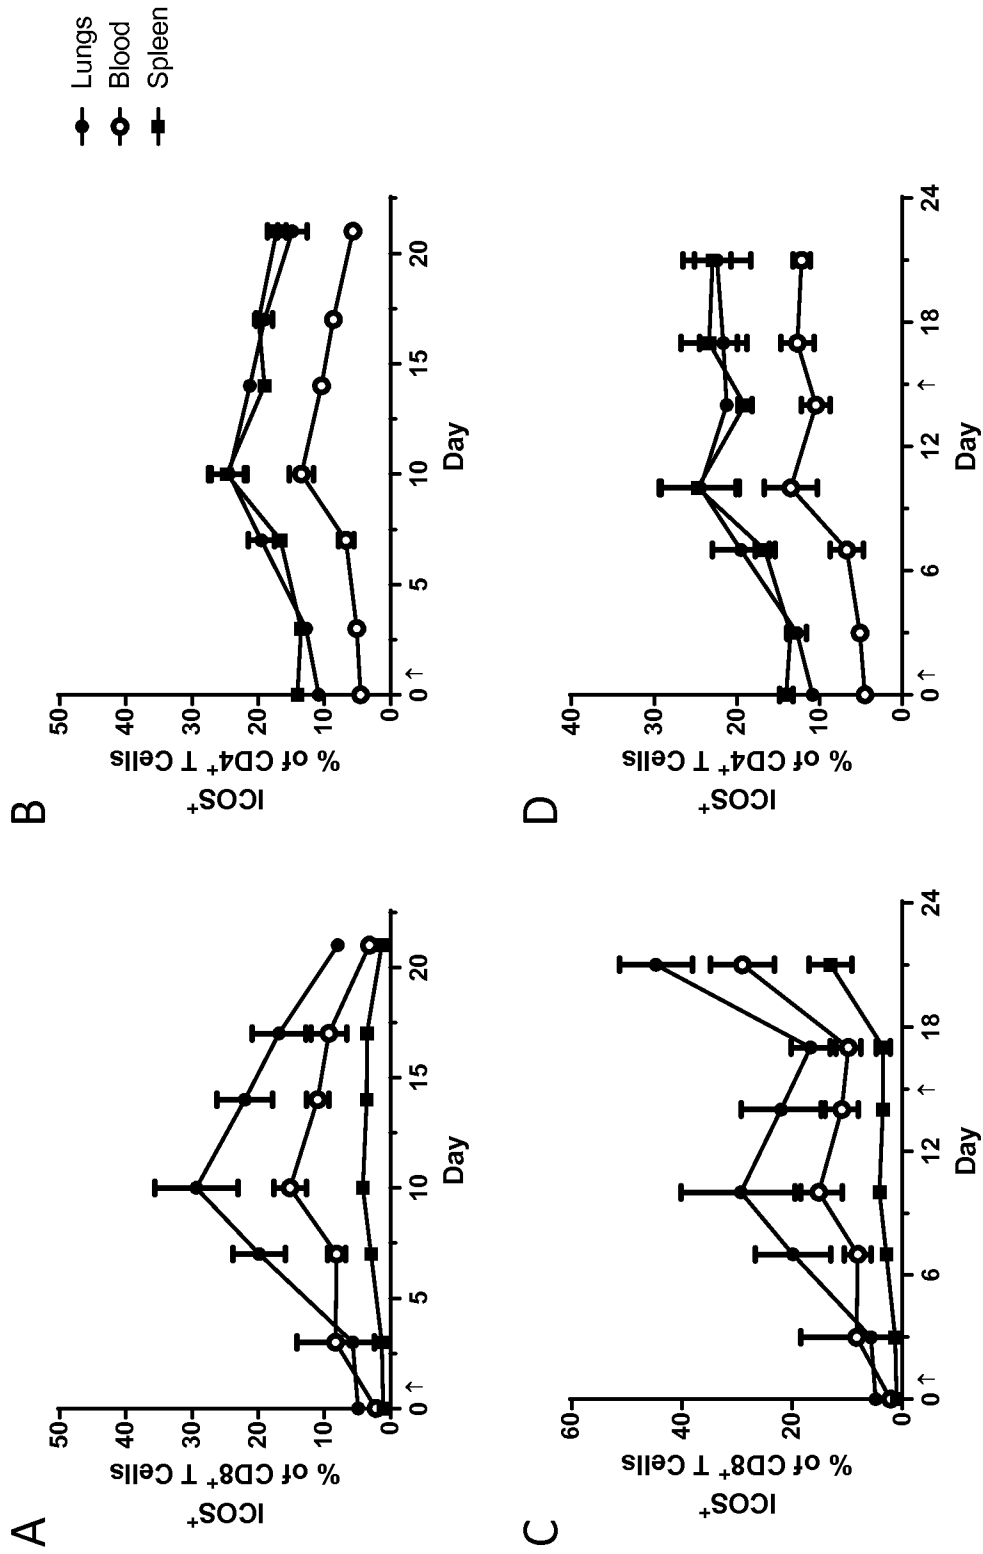 A
ICOS+
% of CD8+ T Cells
50
40
30
20
10
0
0 ↑ 5 10 15 20
Day
B
ICOS+
% of CD4+ T Cells
50
40
30
20
10
0
0 ↑ 5 10 15 20
Day
Lungs
Blood
Spleen
C
ICOS+
% of CD8+ T Cells
60
40
20
0
0 ↑ 6 12 ↑ 18 24
Day
D
ICOS+
% of CD4+ T Cells
40
30
20
10
0
0 ↑ 6 12 ↑ 18 24
Day